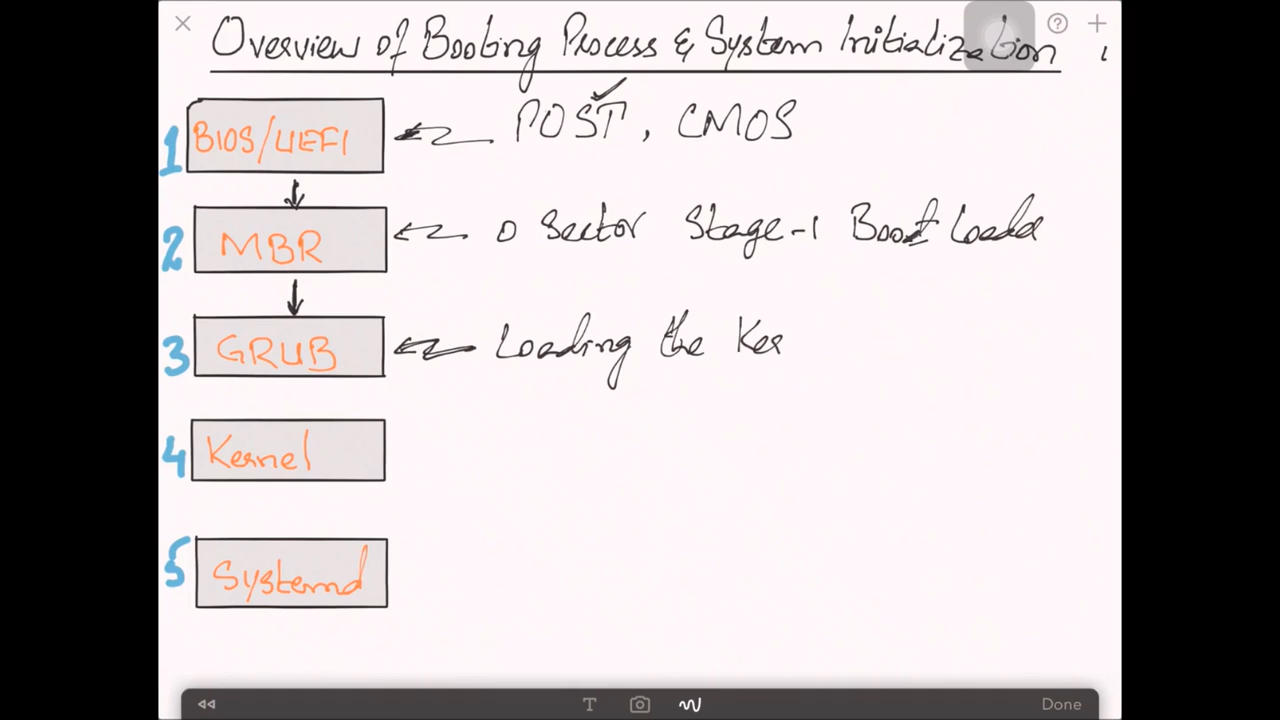 Overview of Booting Process & System Initialization
1 BIOS/UEFI POST, CMOS
2 MBR 0 Sector Stage-1 Boot Loader
3 GRUB Loading the Ker
4 Kernel
5 Systemd
T Done